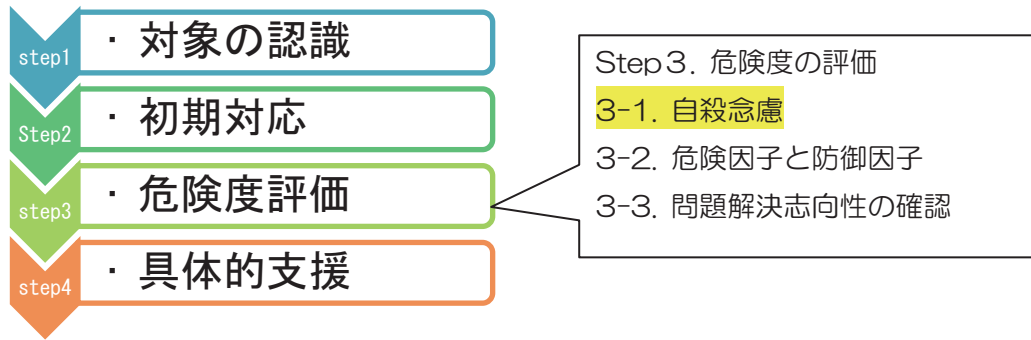 step1
・対象の認識
Step2
・初期対応
step3
・危険度評価
step4
・具体的支援
Step3. 危険度の評価
3-1. 自殺念慮
3-2. 危険因子と防御因子
3-3. 問題解決志向性の確認